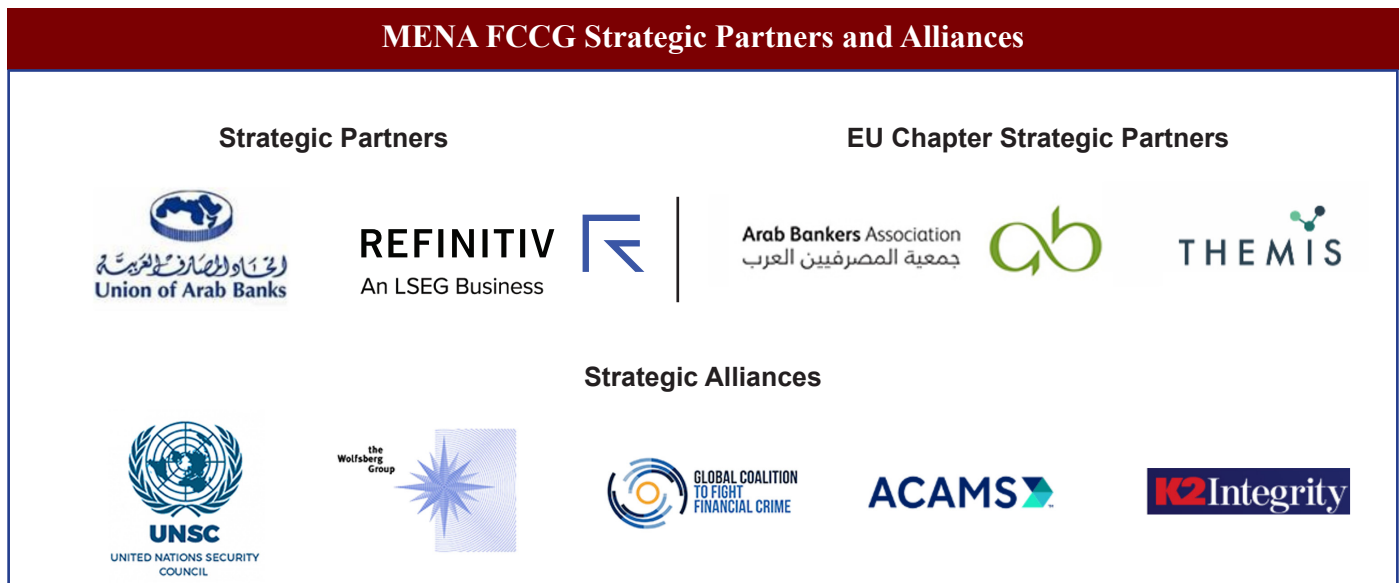 MENA FCCG Strategic Partners and Alliances
Strategic Partners
EU Chapter Strategic Partners
اتحاد المصارف العربية
Union of Arab Banks
REFINITIV
An LSEG Business
Arab Bankers Association
جمعية المصرفيين العرب
THEMIS
Strategic Alliances
UNSC
UNITED NATIONS SECURITY
COUNCIL
the
Wolfsberg
Group
GLOBAL COALITION
TO FIGHT
FINANCIAL CRIME
ACAMS
K2Integrity